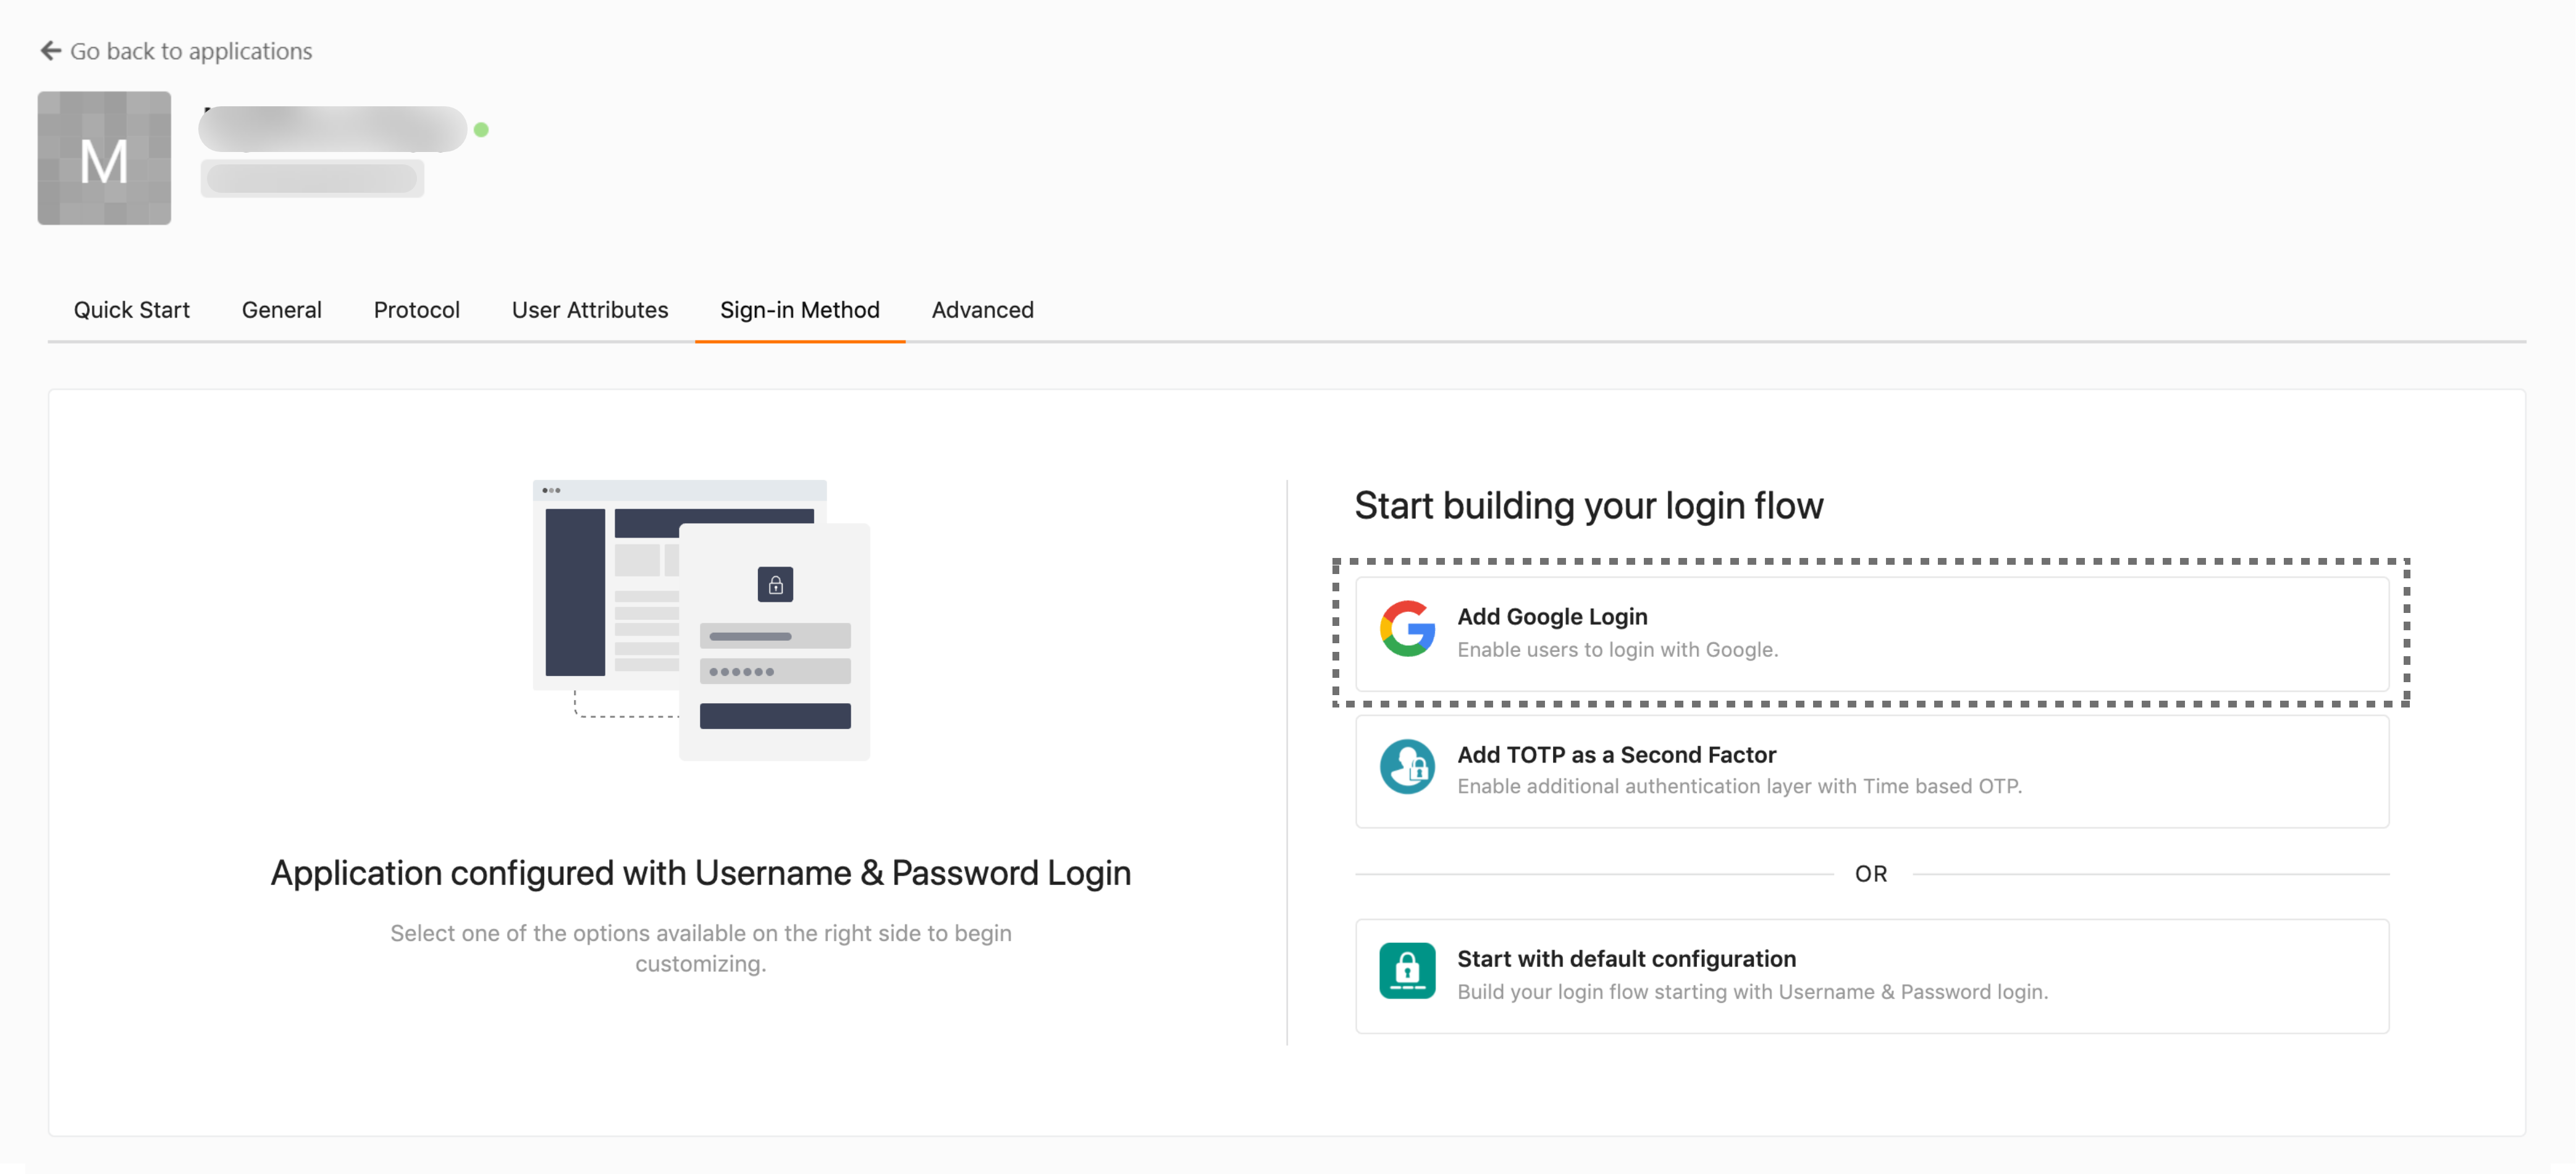 Go back to applications
M
Quick Start General Protocol User Attributes Sign-in Method Advanced
Application configured with Username & Password Login
Select one of the options available on the right side to begin
customizing.
Start building your login flow
Add Google Login
Enable users to login with Google.
Add TOTP as a Second Factor
Enable additional authentication layer with Time based OTP.
OR
Start with default configuration
Build your login flow starting with Username & Password login.